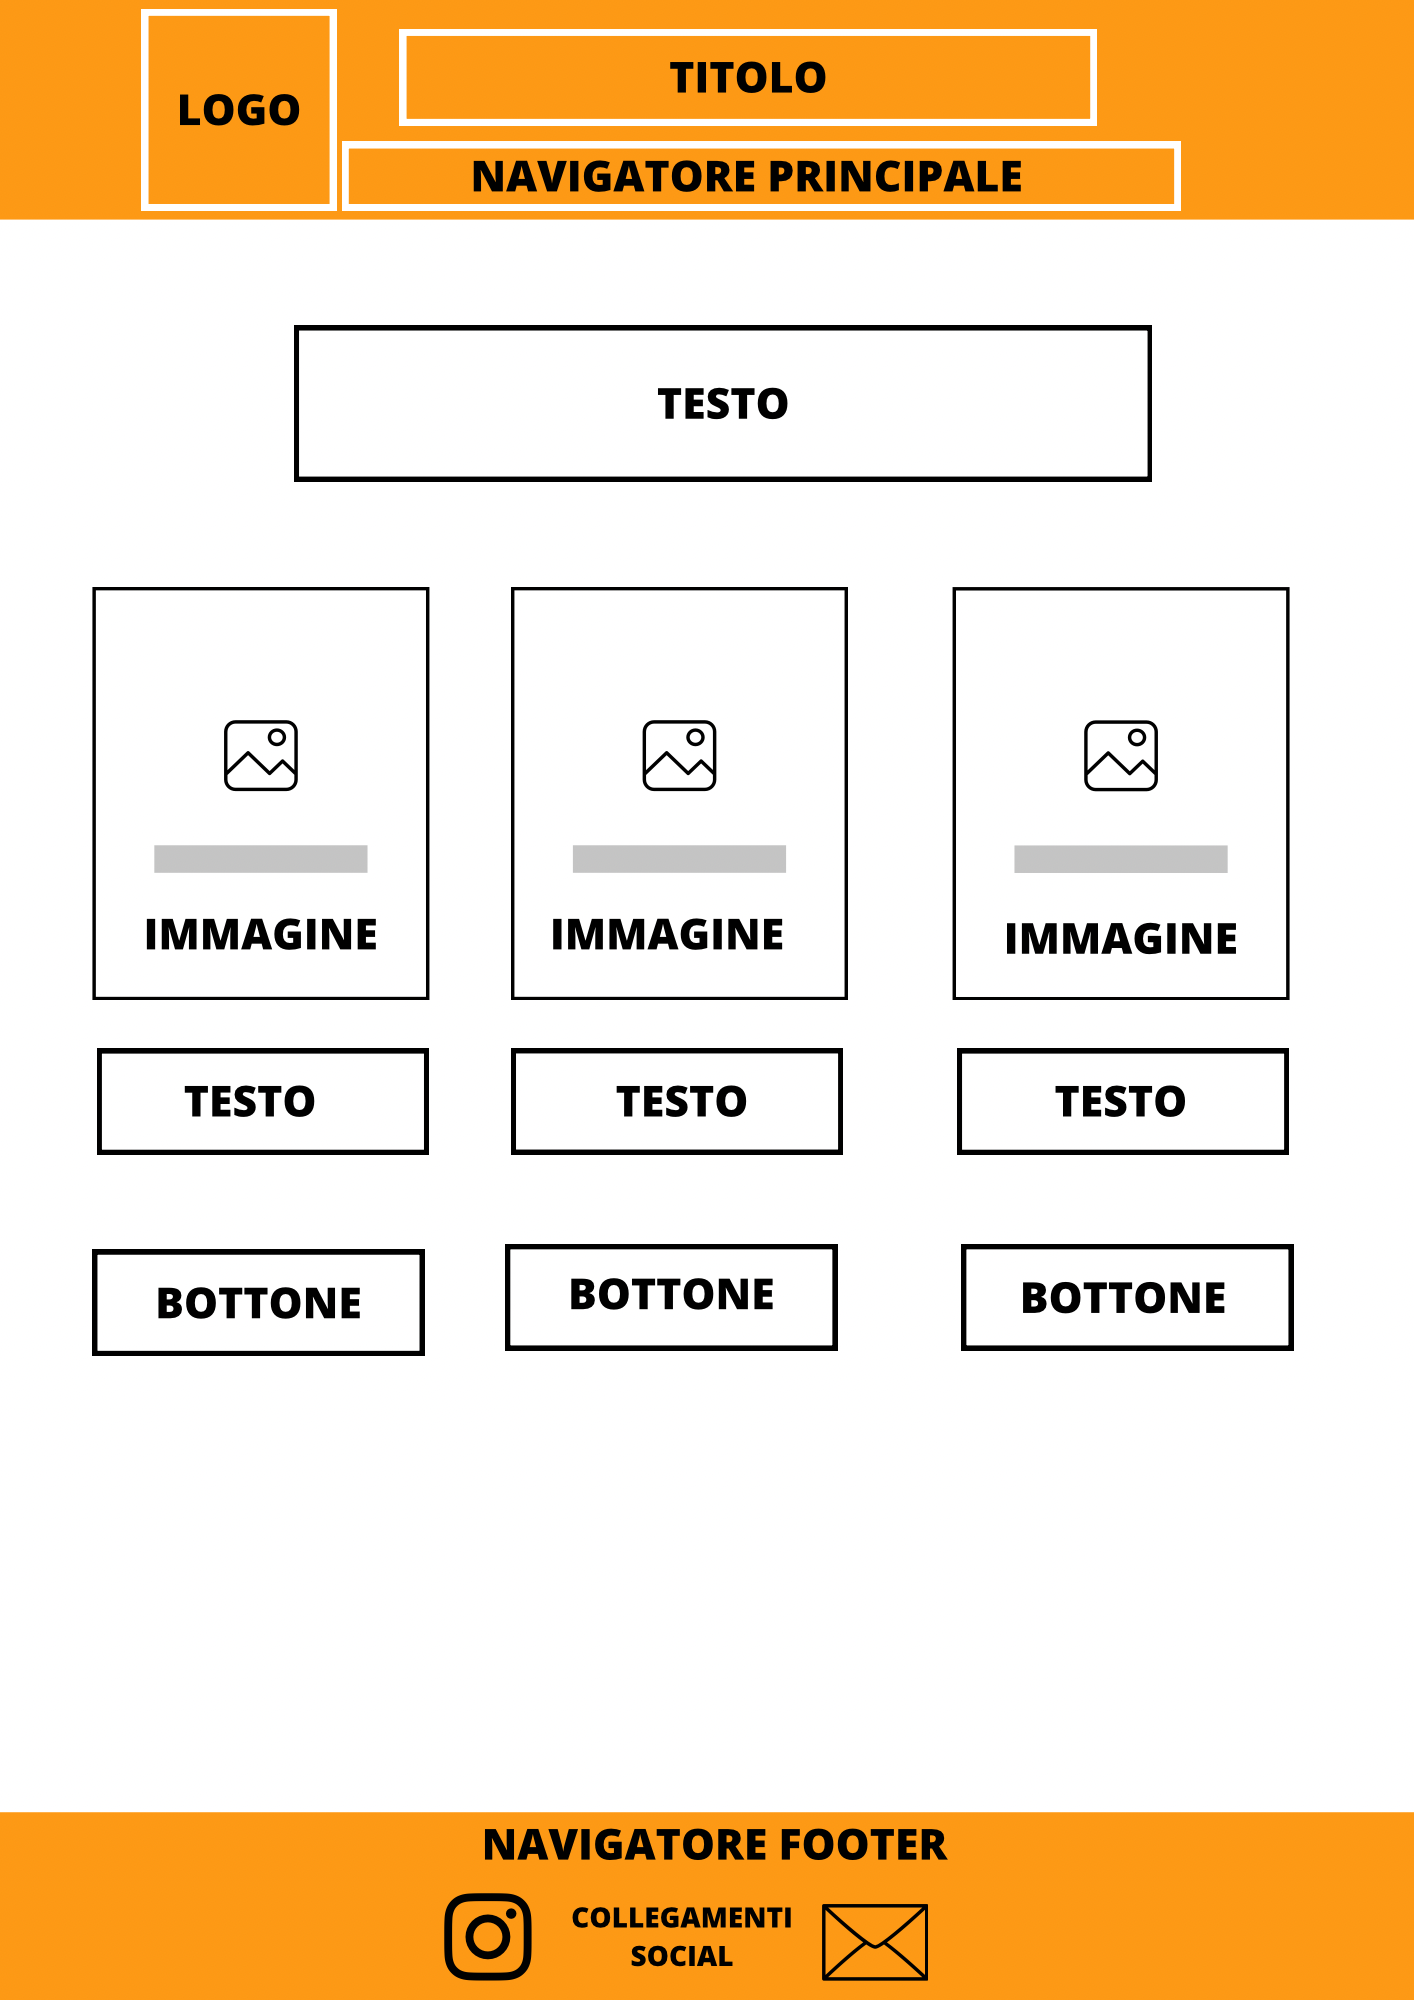 LOGO
TITOLO
NAVIGATORE PRINCIPALE
TESTO
IMMAGINE
IMMAGINE
IMMAGINE
TESTO
TESTO
TESTO
BOTTONE
BOTTONE
BOTTONE
NAVIGATORE FOOTER
COLLEGAMENTI
SOCIAL